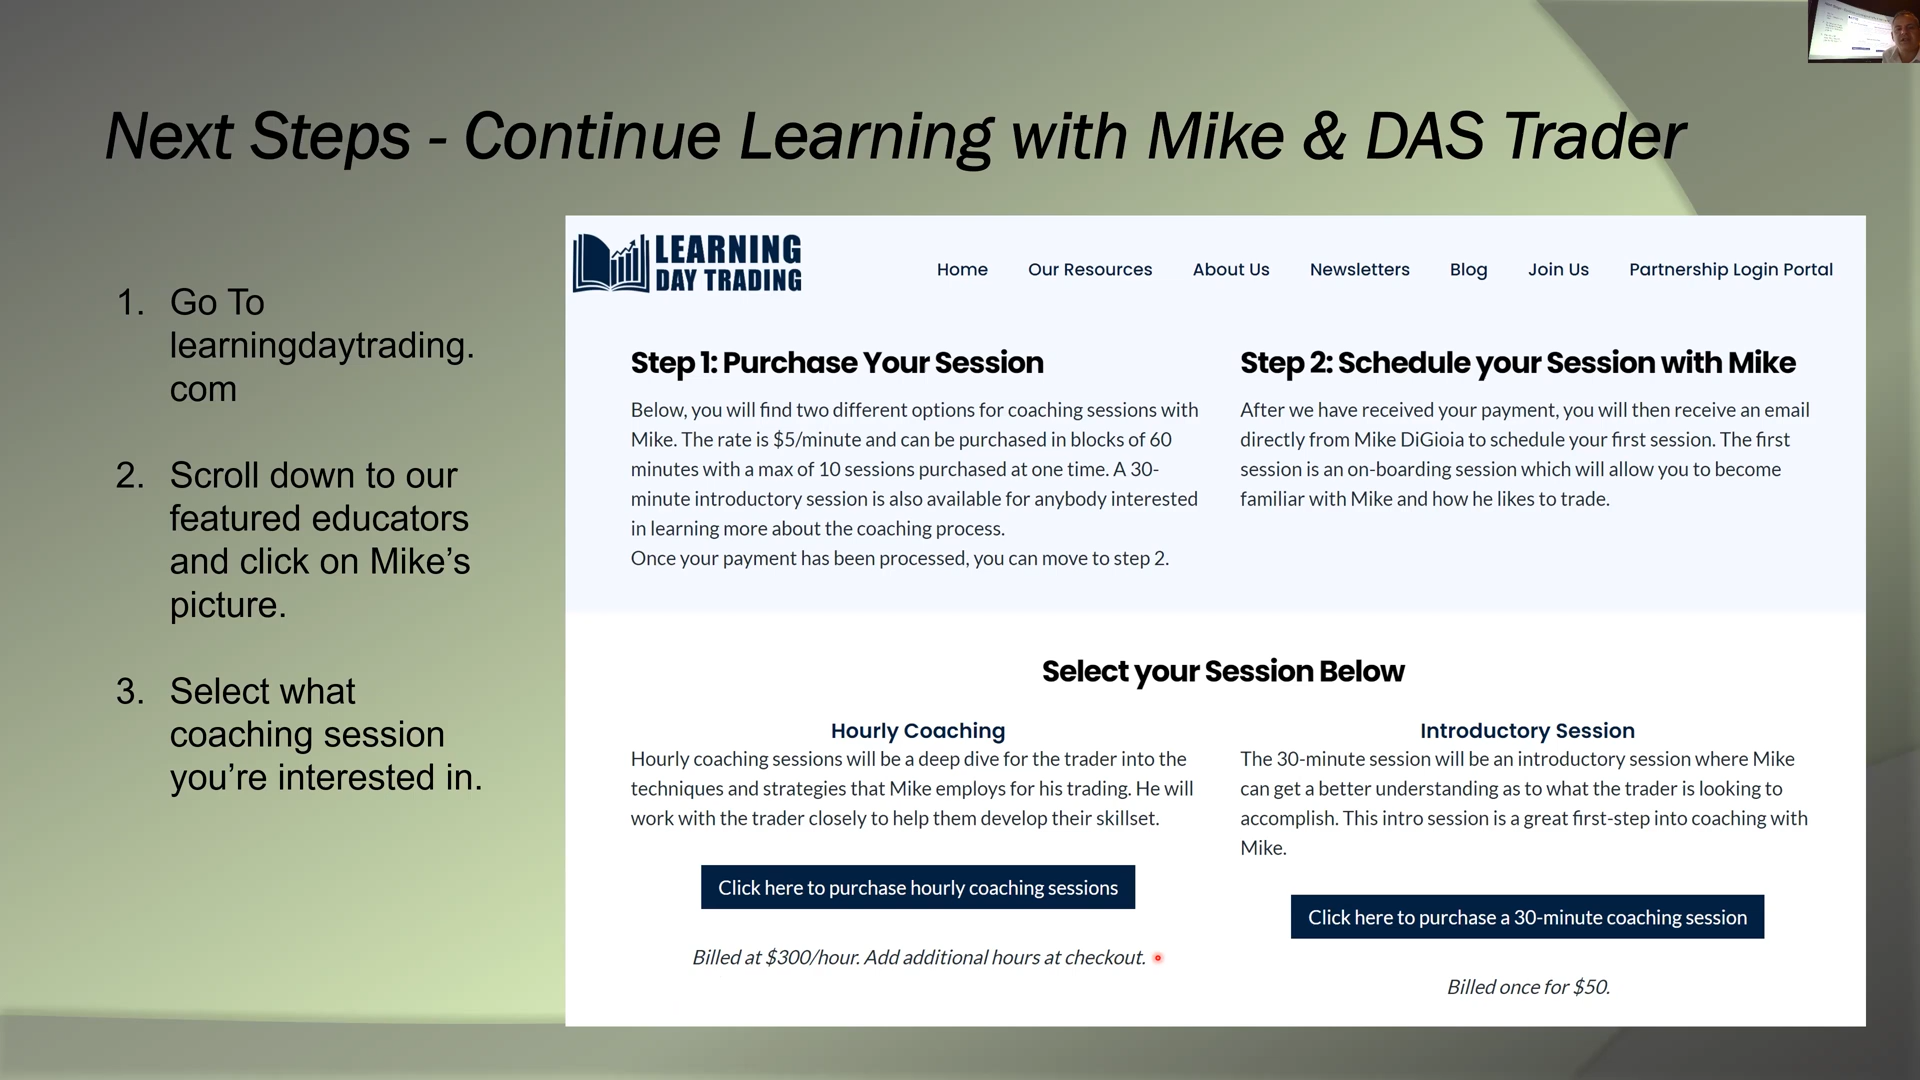 Next Steps - Continue Learning with Mike & DAS Trader
1. Go To
learningdaytrading.
com
2. Scroll down to our
featured educators
and click on Mike’s
picture.
3. Select what
coaching session
you’re interested in.
LEARNING
DAY TRADING
Home Our Resources About Us Newsletters Blog Join Us Partnership Login Portal
Step 1: Purchase Your Session
Below, you will find two different options for coaching sessions with
Mike. The rate is $5/minute and can be purchased in blocks of 60
minutes with a max of 10 sessions purchased at one time. A 30-
minute introductory session is also available for anybody interested
in learning more about the coaching process.
Once your payment has been processed, you can move to step 2.
Step 2: Schedule your Session with Mike
After we have received your payment, you will then receive an email
directly from Mike DiGioia to schedule your first session. The first
session is an on-boarding session which will allow you to become
familiar with Mike and how he likes to trade.
Select your Session Below
Hourly Coaching
Hourly coaching sessions will be a deep dive for the trader into the
techniques and strategies that Mike employs for his trading. He will
work with the trader closely to help them develop their skillset.
Click here to purchase hourly coaching sessions
Billed at $300/hour. Add additional hours at checkout.
Introductory Session
The 30-minute session will be an introductory session where Mike
can get a better understanding as to what the trader is looking to
accomplish. This intro session is a great first-step into coaching with
Mike.
Click here to purchase a 30-minute coaching session
Billed once for $50.